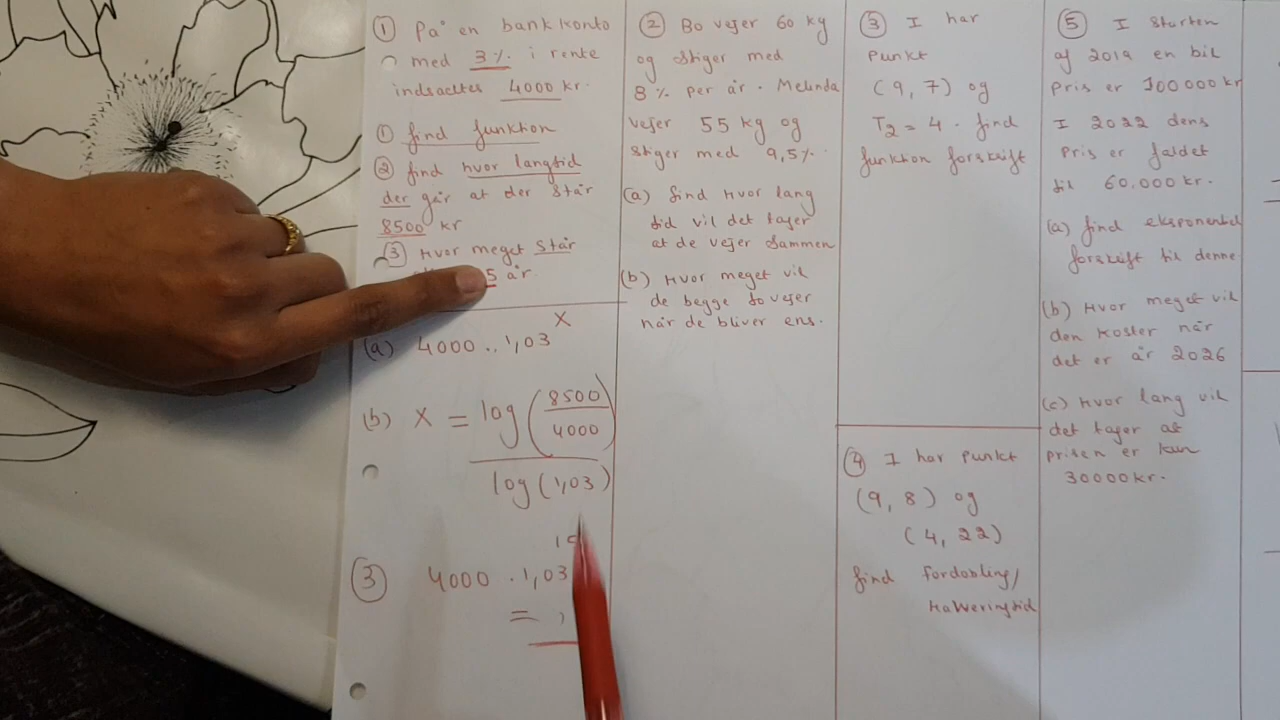 ① På en bankkonto
med 3% i rente
indsættes 4000 kr.
① find funktion
② find hvor langtid
der går at der står
8500 kr
③ Hvor meget står
5 år.
(a) 4000 . 1,03^x
(b) x = log(8500/4000)
log(1,03)
③ 4000 . 1,03
=
② Bo vejer 60 kg
og stiger med
8% per år. Melinda
vejer 55 kg og
stiger med 9,5%.
(a) find hvor lang
tid vil det tager
at de vejer sammen
(b) Hvor meget vil
de begge to vejer
når de bliver ens.
③ I har
Punkt
(9, 7) og
T₂ = 4 . find
funktion forskrift
④ I har punkt
(9, 8) og
(4, 22)
find fordobling/
Halveringtid
⑤ I starten
af 2019 en bil
Pris er 100000 kr
I 2022 dens
Pris er faldet
til 60.000 kr.
(a) find eksponentiel
forskrift til denne
(b) Hvor meget vil
den koster når
det er år 2026
(c) Hvor lang vil
det tager at
prisen er kun
30000 kr.